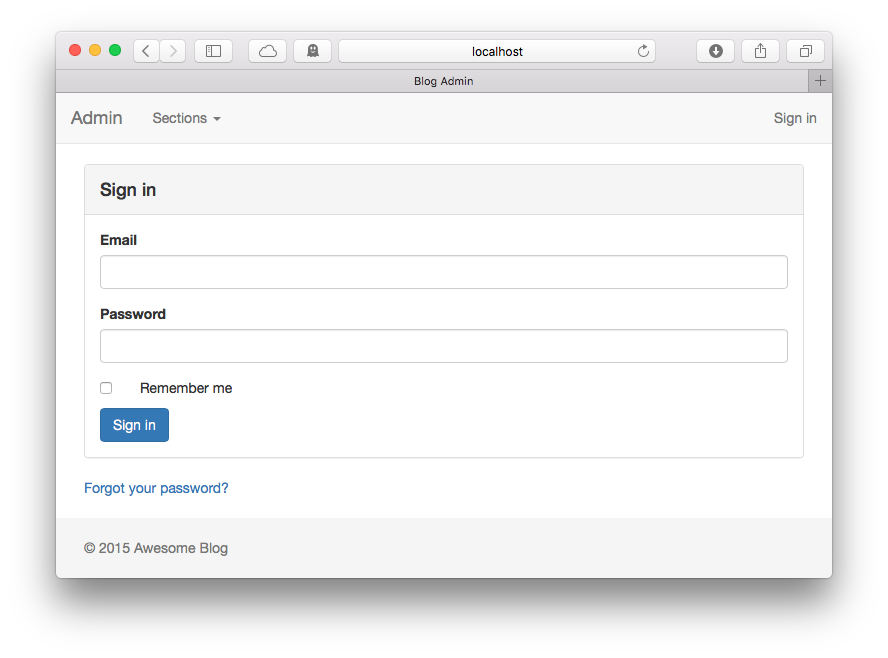 localhost
Blog Admin
Admin Sections Sign in
Sign in
Email
Password
Remember me
Sign in
Forgot your password?
© 2015 Awesome Blog